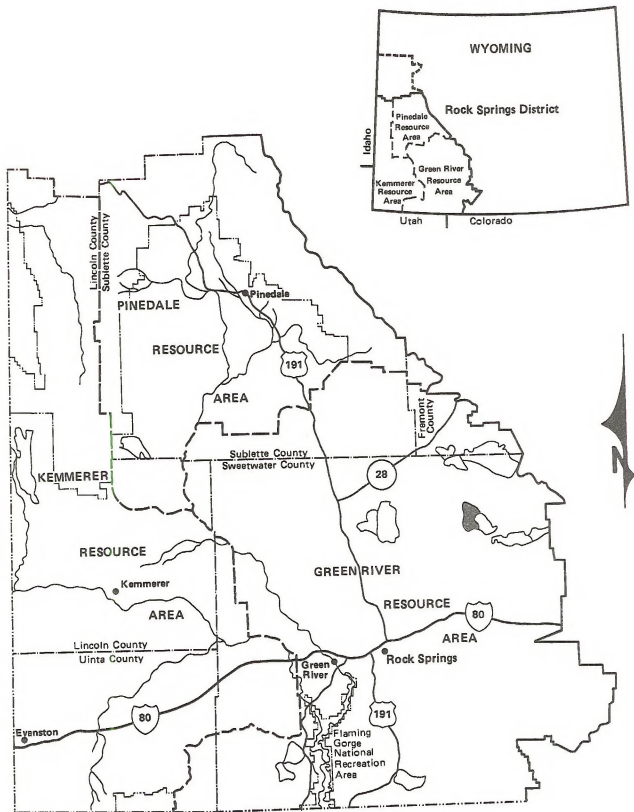 WYOMING
Rock Springs District
Pinedale
Resource
Area
Idaho
Green River
Resource
Area
Kemmerer
Resource
Area
Utah
Colorado
Lincoln County
Sublette County
Pinedale
PINEDALE
RESOURCE
191
AREA
Fremont
County
Sublette County
Sweetwater County
KEMMERER
28
RESOURCE
GREEN RIVER
Kemmerer
RESOURCE
80
AREA
AREA
Lincoln County
Uinta County
Green
River
Rock Springs
80
191
Evanston
Flaming
Gorge
National
Recreation
Area
N